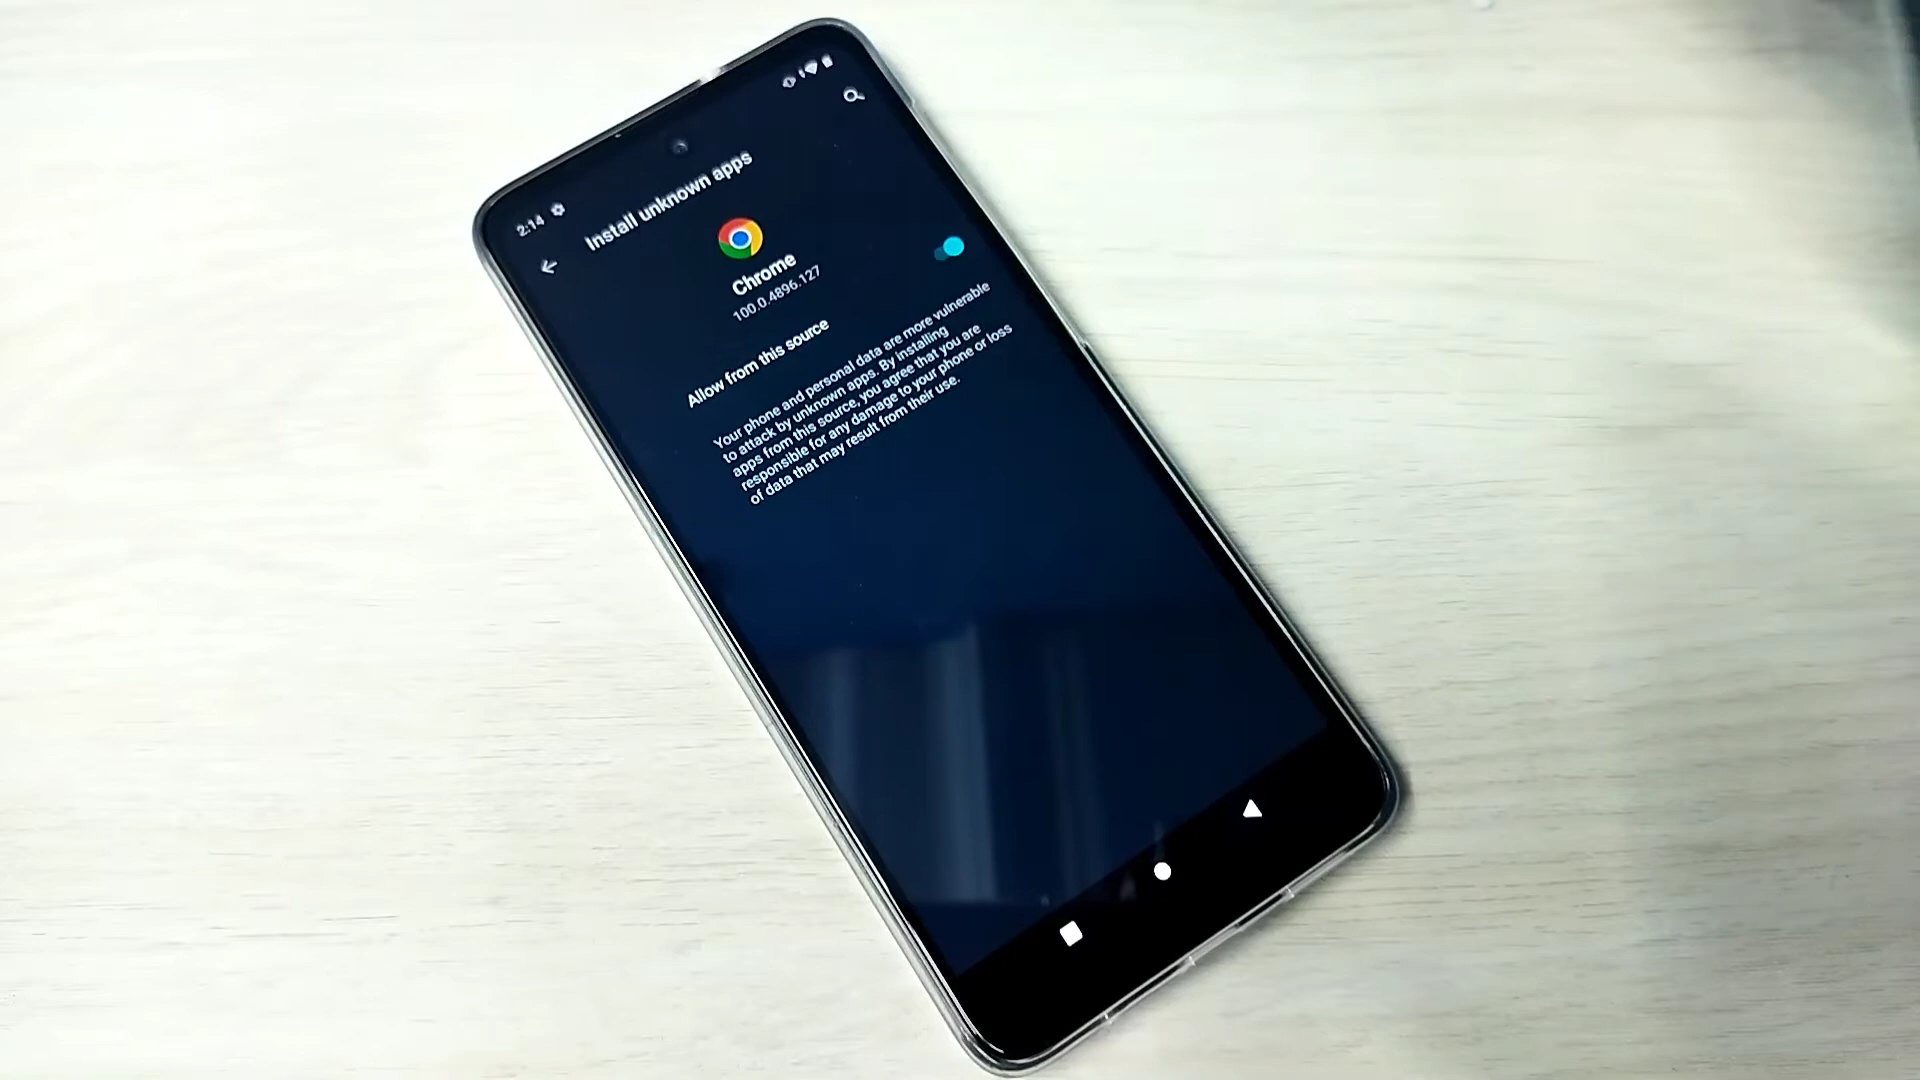 2:14
Install unknown apps
Chrome
100.0.4896.127
Allow from this source
Your phone and personal data are more vulnerable
to attack by unknown apps. By installing
apps from this source, you agree that you are
responsible for any damage to your phone or loss
of data that may result from their use.